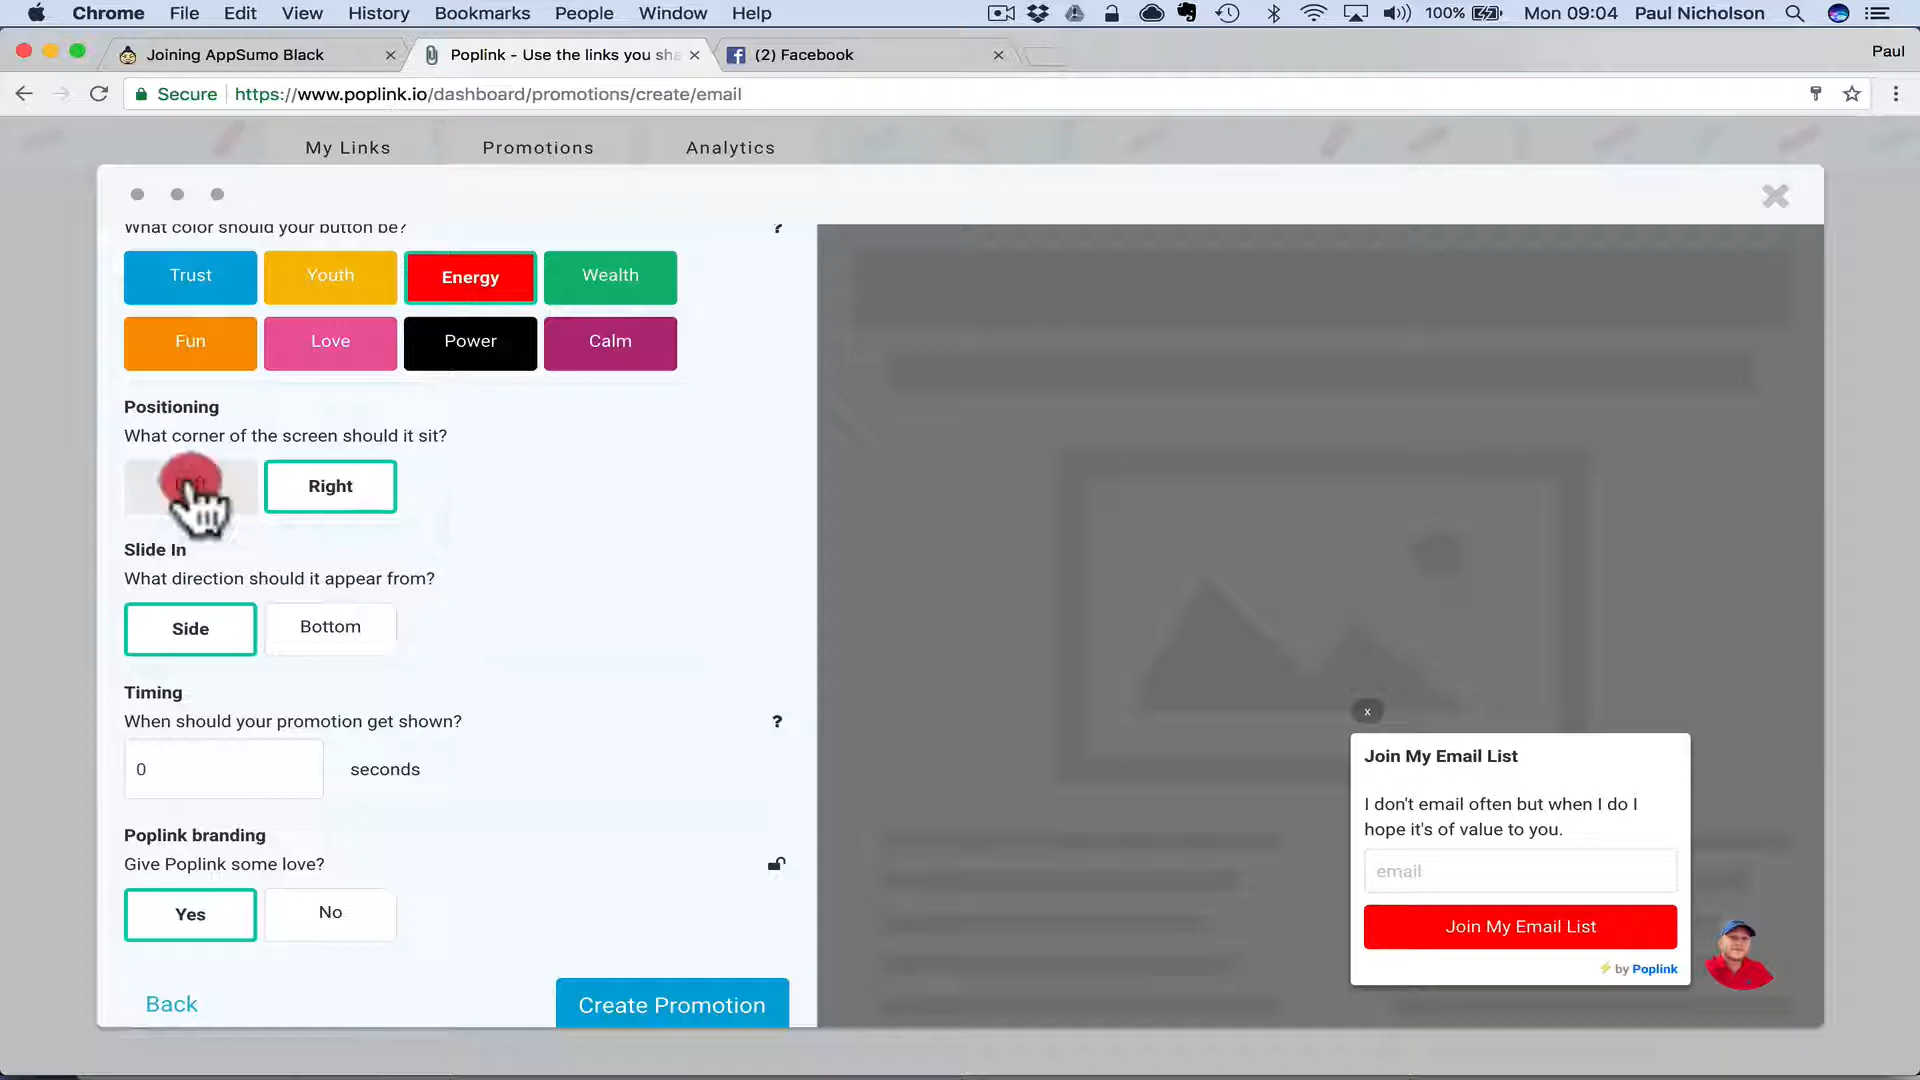 Chrome File Edit View History Bookmarks People Window Help 100% Mon 09:04 Paul Nicholson
Joining AppSumo Black
Poplink - Use the links you sha
(2) Facebook
Paul
Secure https://www.poplink.io/dashboard/promotions/create/email
My Links Promotions Analytics
What color should your button be? ?
Trust Youth Energy Wealth
Fun Love Power Calm
Positioning
What corner of the screen should it sit?
Right
Slide In
What direction should it appear from?
Side Bottom
Timing
When should your promotion get shown? ?
0 seconds
Poplink branding
Give Poplink some love?
Yes No
Back Create Promotion
x
Join My Email List
I don't email often but when I do I
hope it's of value to you.
email
Join My Email List
by Poplink